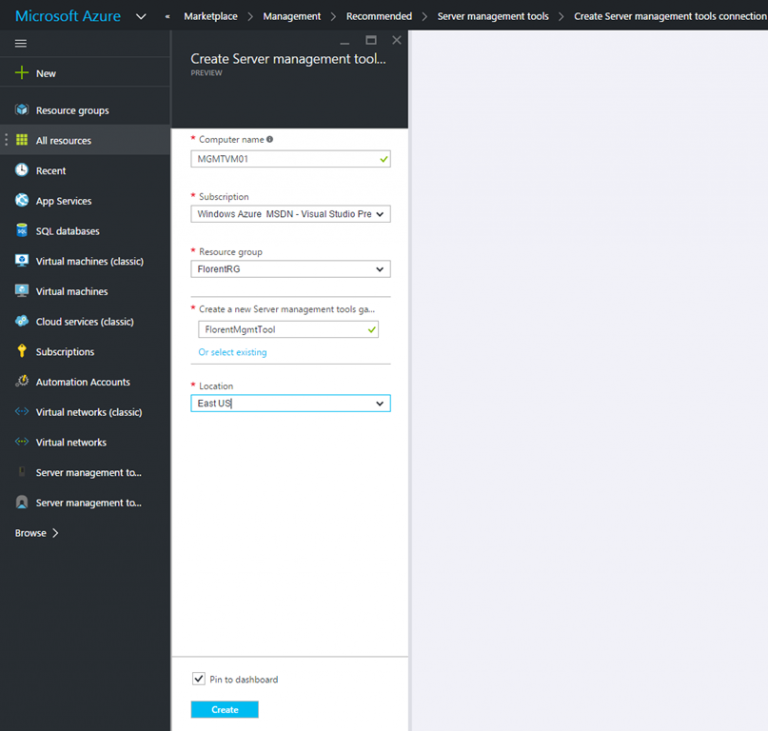 Microsoft Azure
« Marketplace > Management > Recommended > Server management tools > Create Server management tools connection
New
Resource groups
All resources
Recent
App Services
SQL databases
Virtual machines (classic)
Virtual machines
Cloud services (classic)
Subscriptions
Automation Accounts
Virtual networks (classic)
Virtual networks
Server management to...
Server management to...
Browse >
Create Server management tool...
PREVIEW
* Computer name
MGMTVM01
* Subscription
Windows Azure MSDN - Visual Studio Pre
* Resource group
FlorentRG
* Create a new Server management tools ga...
FlorentMgmtTool
Or select existing
* Location
East US
Pin to dashboard
Create